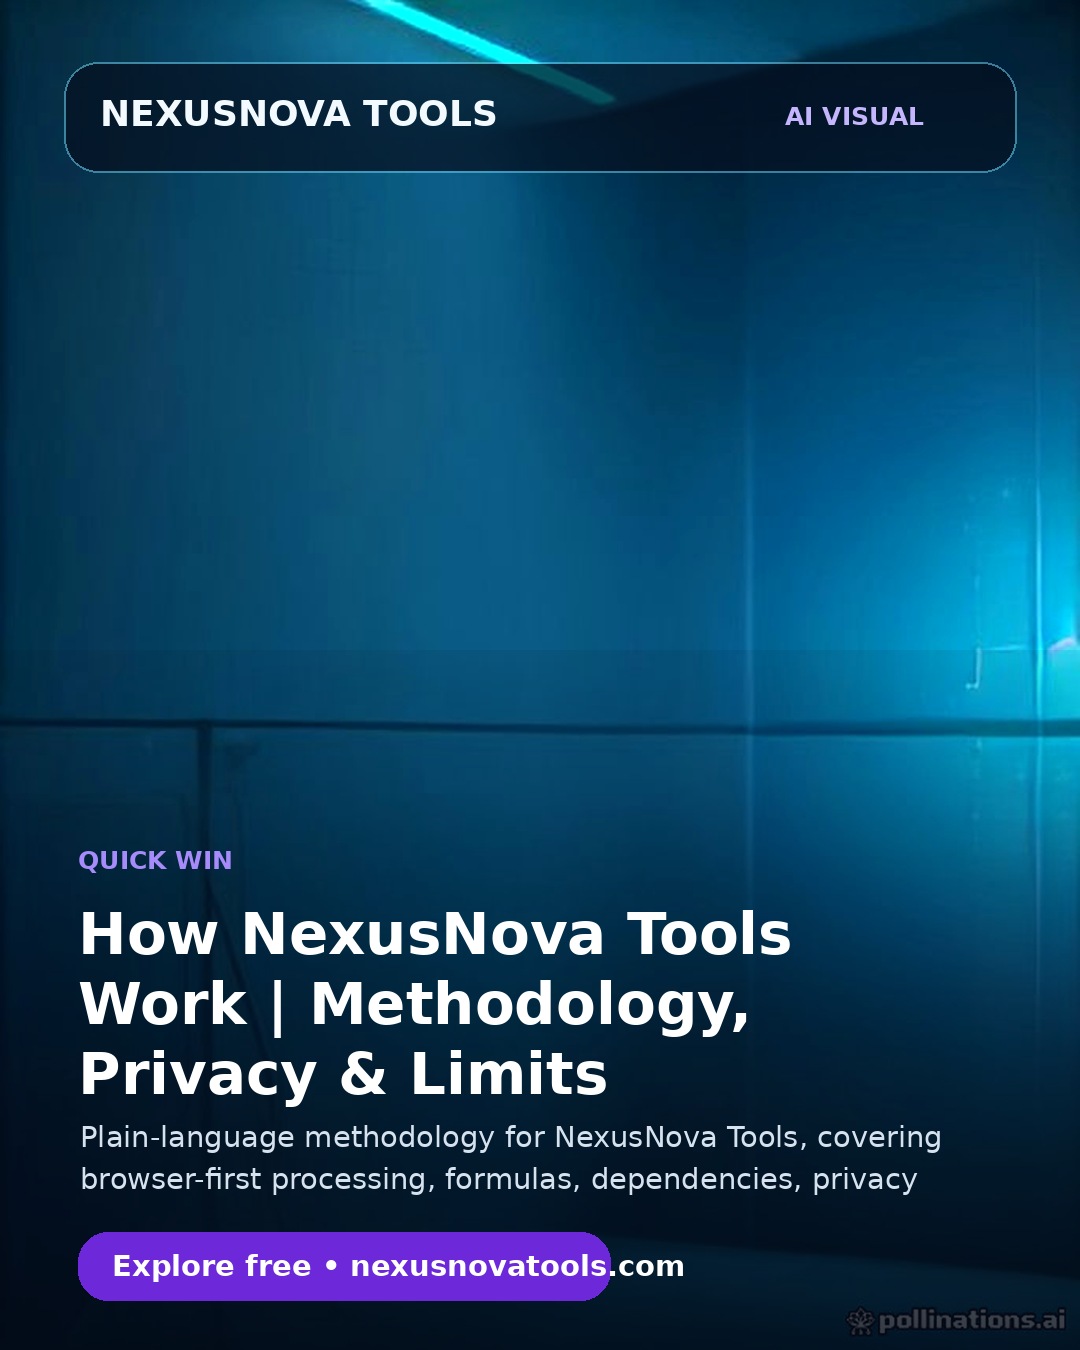 NEXUSNOVA TOOLS
AI VISUAL
QUICK WIN
How NexusNova Tools
Work | Methodology,
Privacy & Limits
Plain-language methodology for NexusNova Tools, covering
browser-first processing, formulas, dependencies, privacy
Explore free • nexusnovatools.com
pollinations.ai